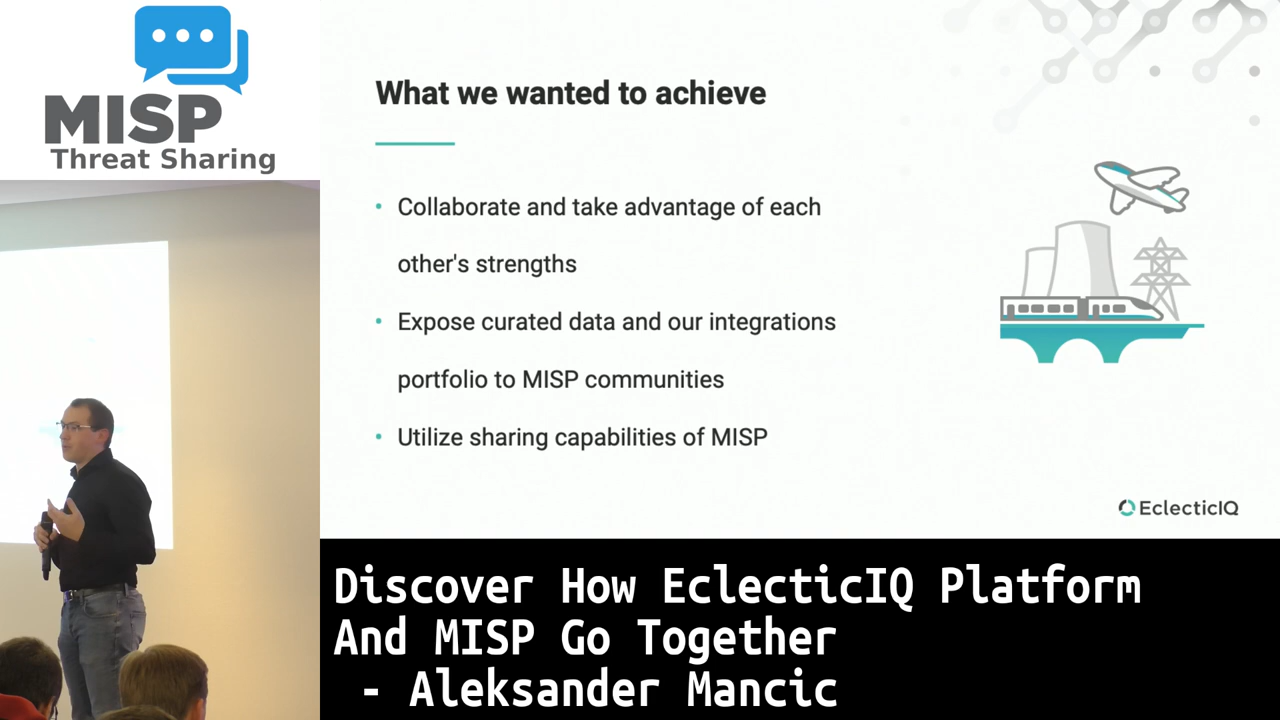 MISP
Threat Sharing
What we wanted to achieve
• Collaborate and take advantage of each
other's strengths
• Expose curated data and our integrations
portfolio to MISP communities
• Utilize sharing capabilities of MISP
EclecticIQ
Discover How EclecticIQ Platform
And MISP Go Together
- Aleksander Mancic